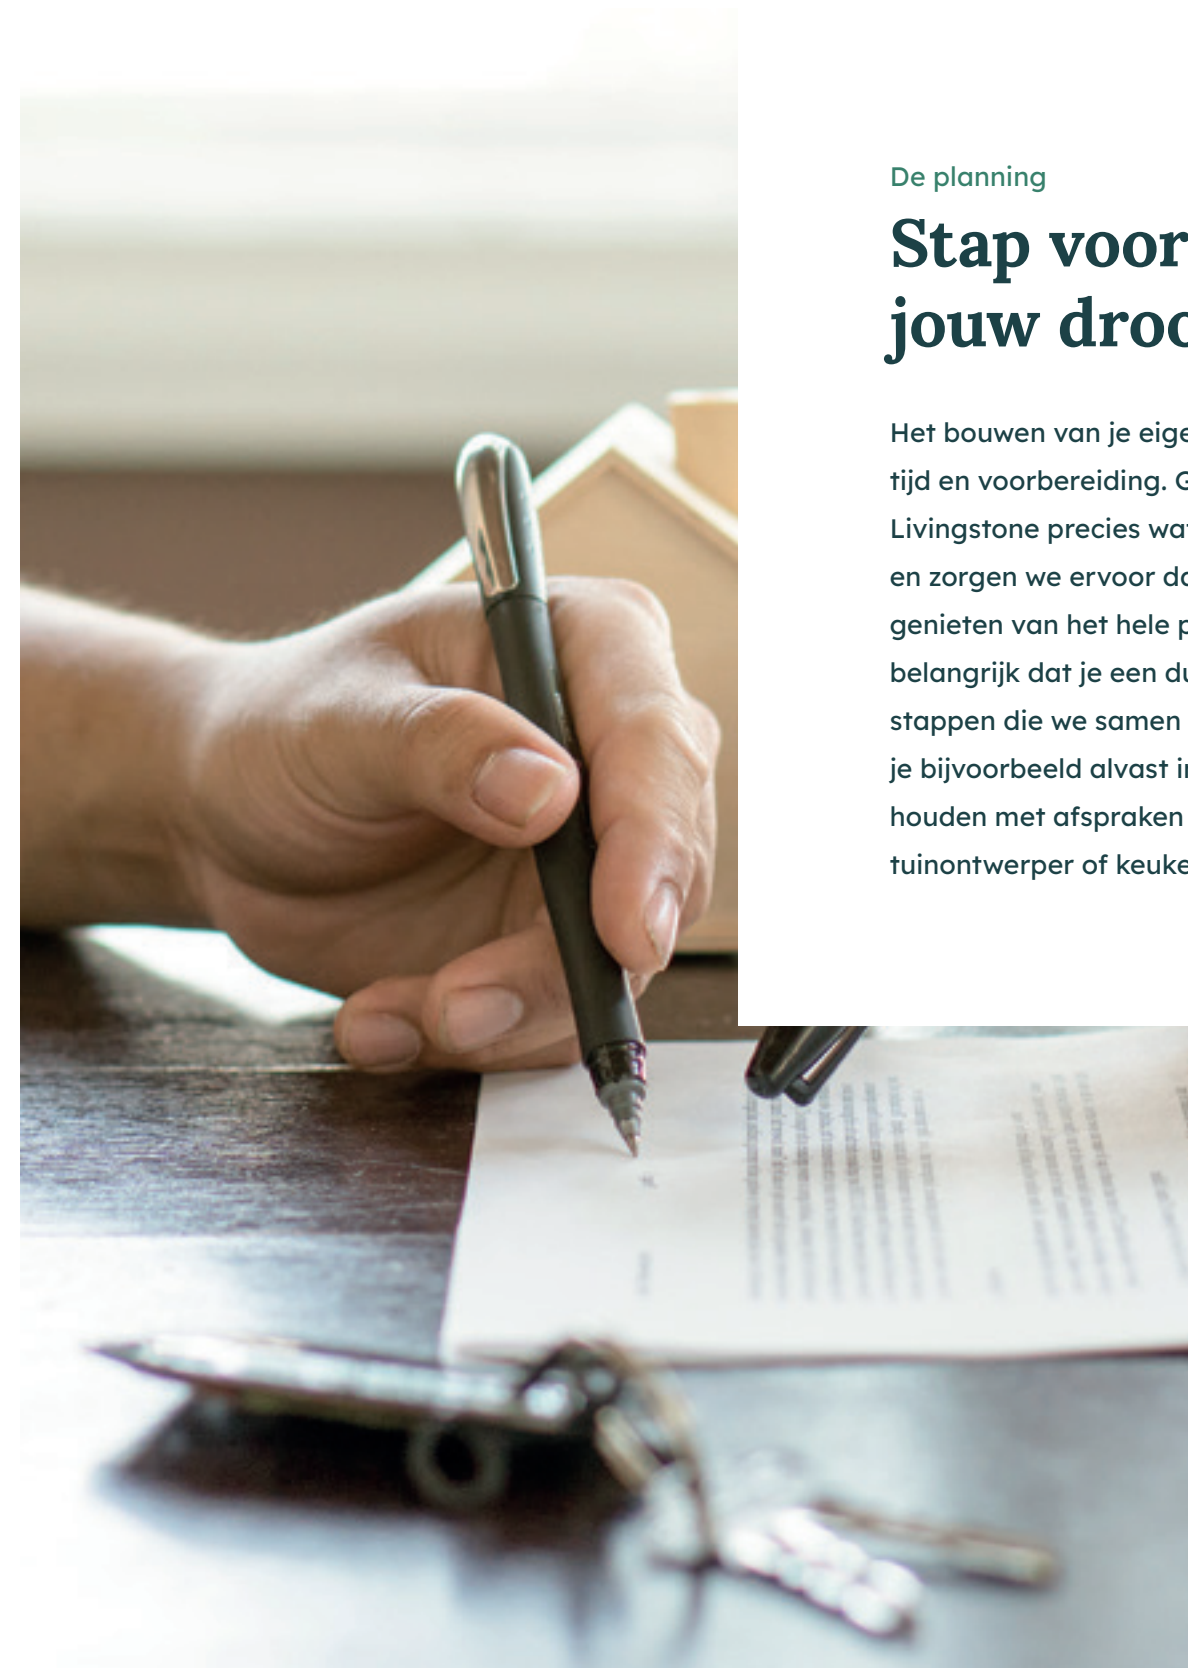 De planning
Stap voor
jouw droo
Het bouwen van je eige
tijd en voorbereiding. G
Livingstone precies wat
en zorgen we ervoor da
genieten van het hele p
belangrijk dat je een du
stappen die we samen
je bijvoorbeeld alvast in
houden met afspraken
tuinontwerper of keuke